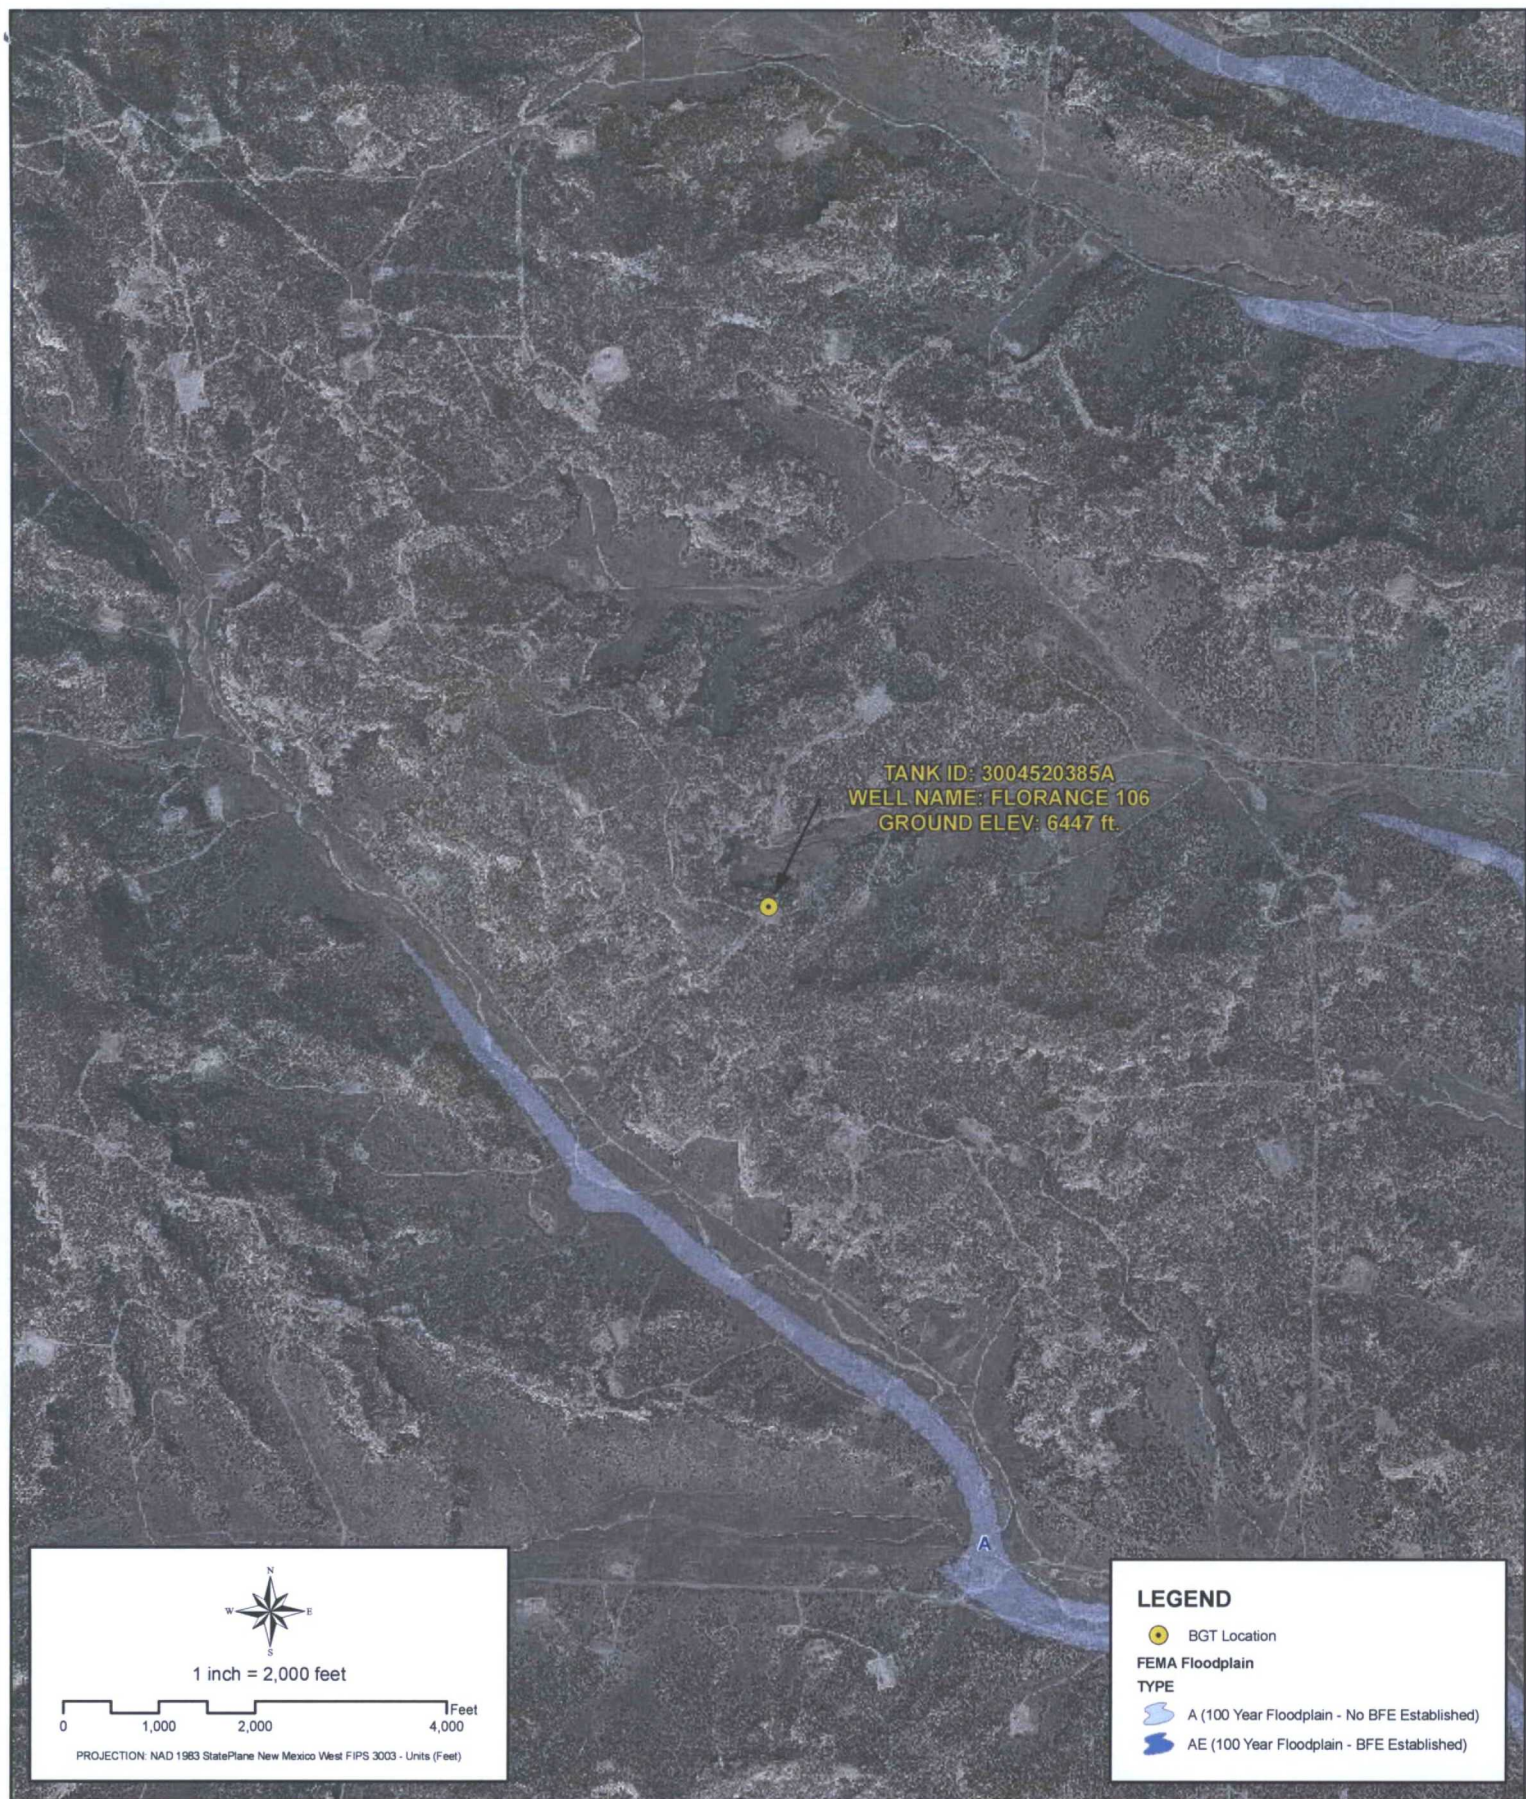 TANK ID: 3004520385A
WELL NAME: FLORANCE 106
GROUND ELEV: 6447 ft.
A
N
W E
S
1 inch = 2,000 feet
Feet
0 1,000 2,000 4,000
PROJECTION: NAD 1983 StatePlane New Mexico West FIPS 3003 - Units (Feet)
LEGEND
BGT Location
FEMA Floodplain
TYPE
A (100 Year Floodplain - No BFE Established)
AE (100 Year Floodplain - BFE Established)